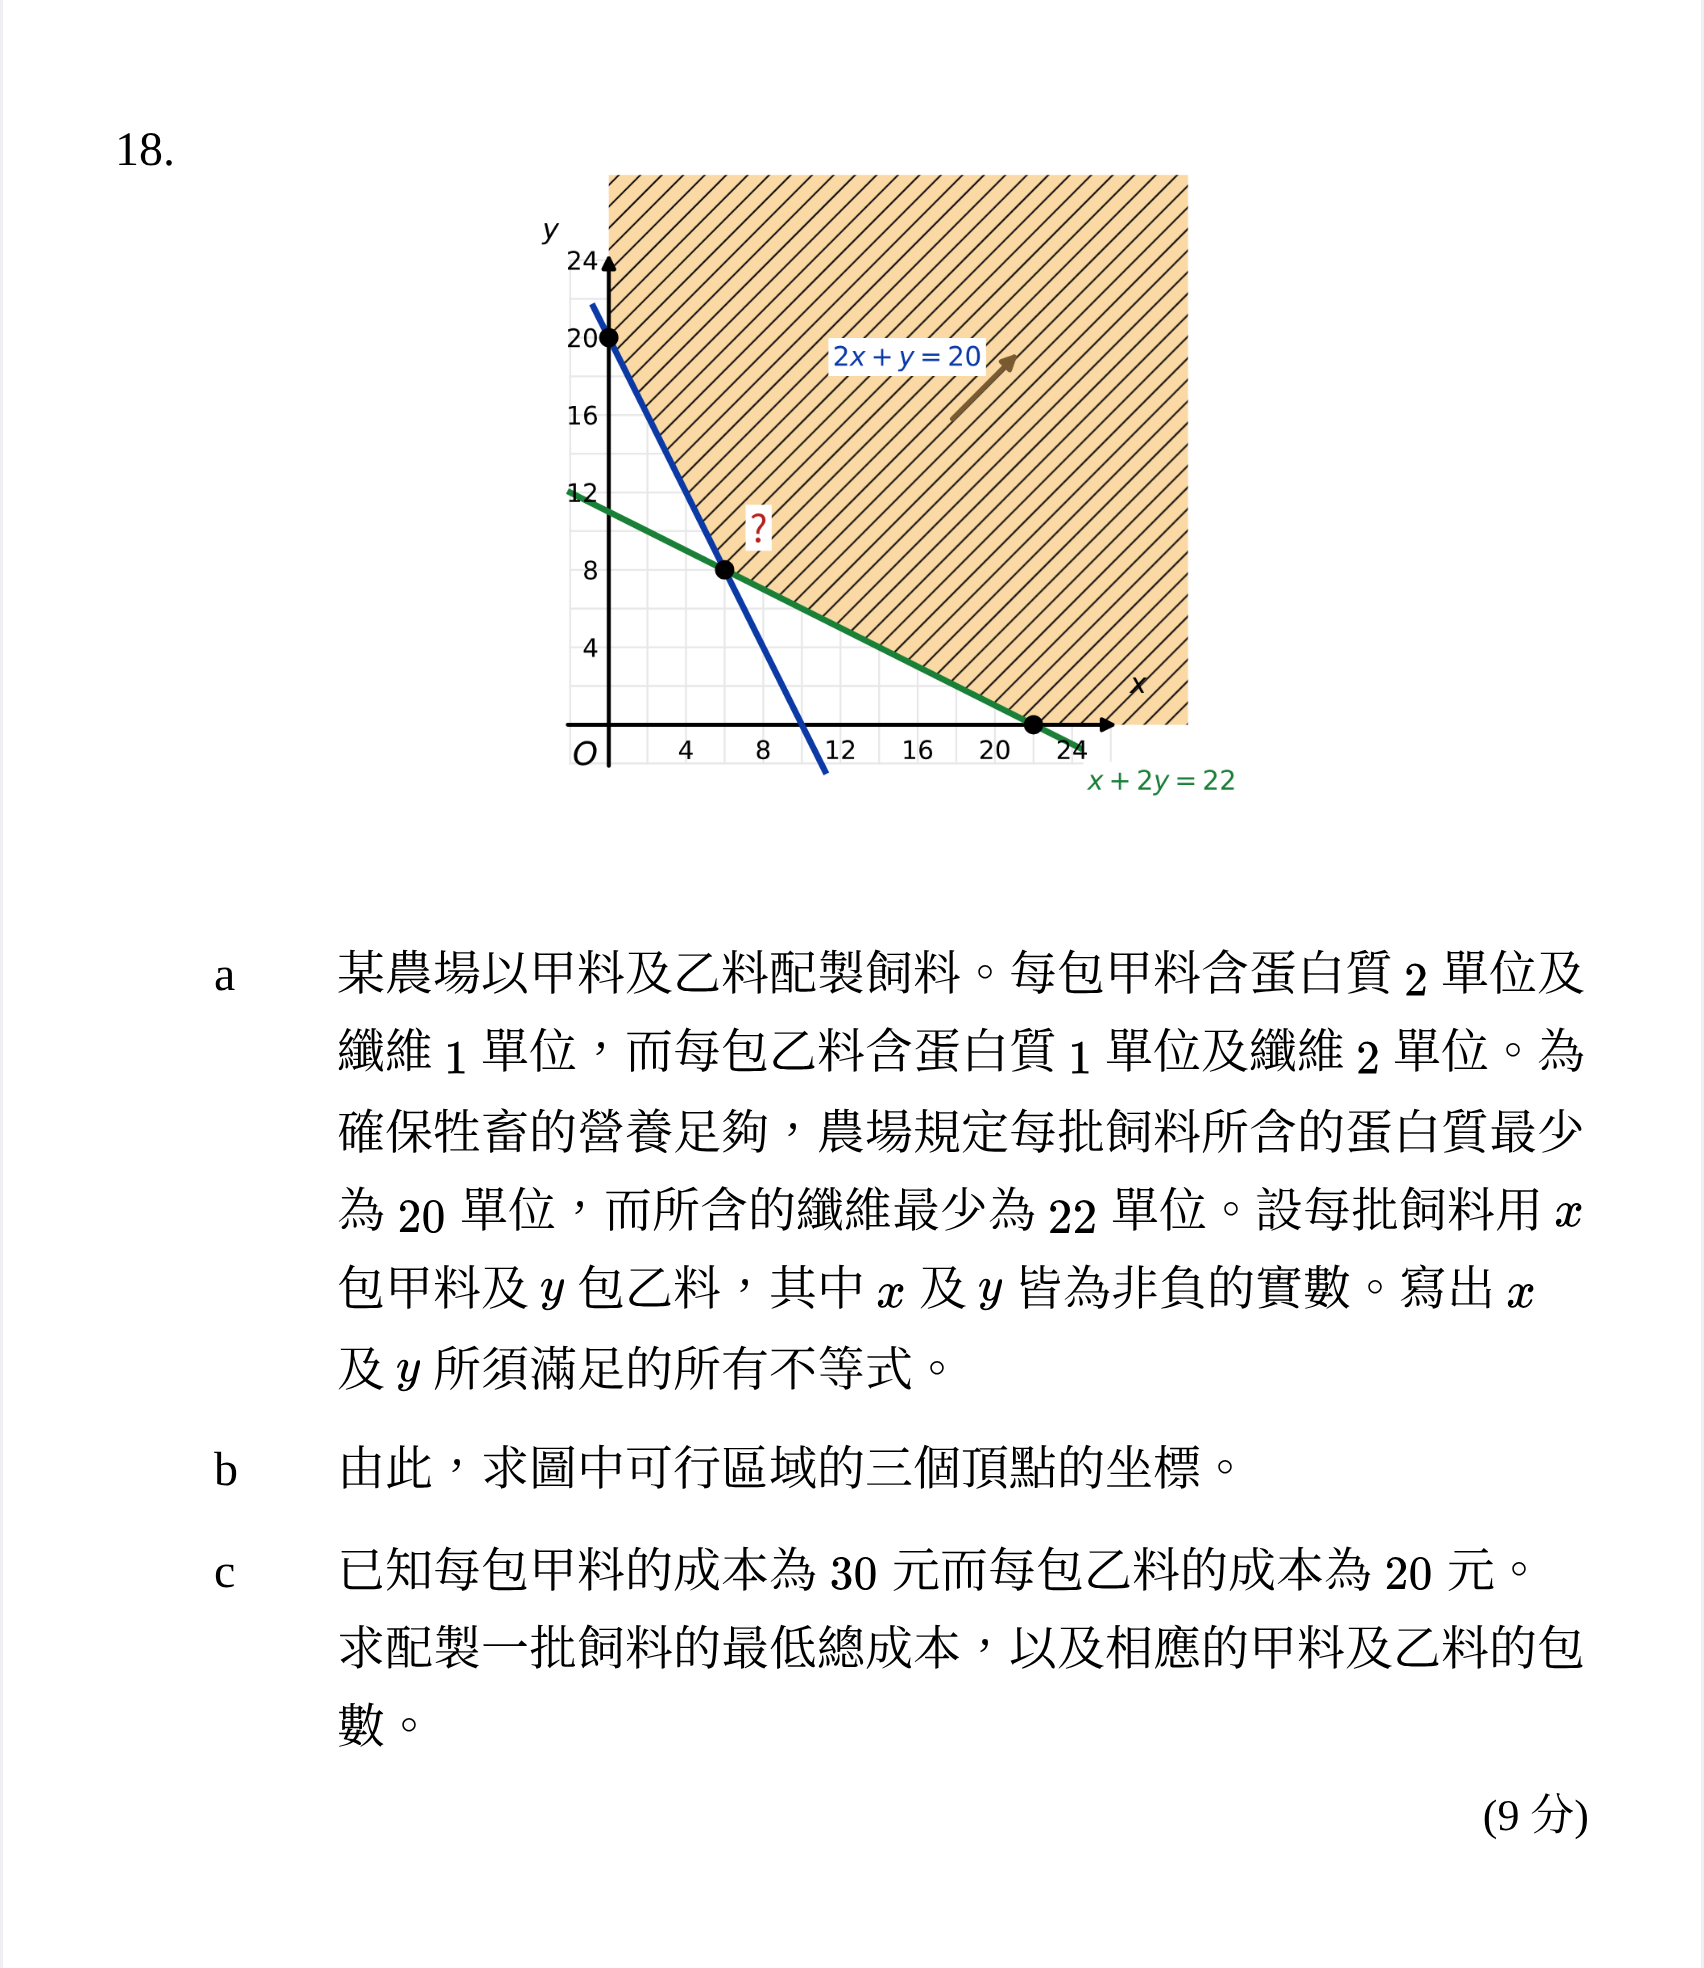 18.
y
24
20
2x + y = 20
16
12
?
8
4
x
O 4 8 12 16 20 24
x + 2y = 22
a 某農場以甲料及乙料配製飼料。每包甲料含蛋白質 2 單位及
纖維 1 單位，而每包乙料含蛋白質 1 單位及纖維 2 單位。為
確保牲畜的營養足夠，農場規定每批飼料所含的蛋白質最少
為 20 單位，而所含的纖維最少為 22 單位。設每批飼料用 x
包甲料及 y 包乙料，其中 x 及 y 皆為非負的實數。寫出 x
及 y 所須滿足的所有不等式。
b 由此，求圖中可行區域的三個頂點的坐標。
c 已知每包甲料的成本為 30 元而每包乙料的成本為 20 元。
求配製一批飼料的最低總成本，以及相應的甲料及乙料的包
數。
(9 分)